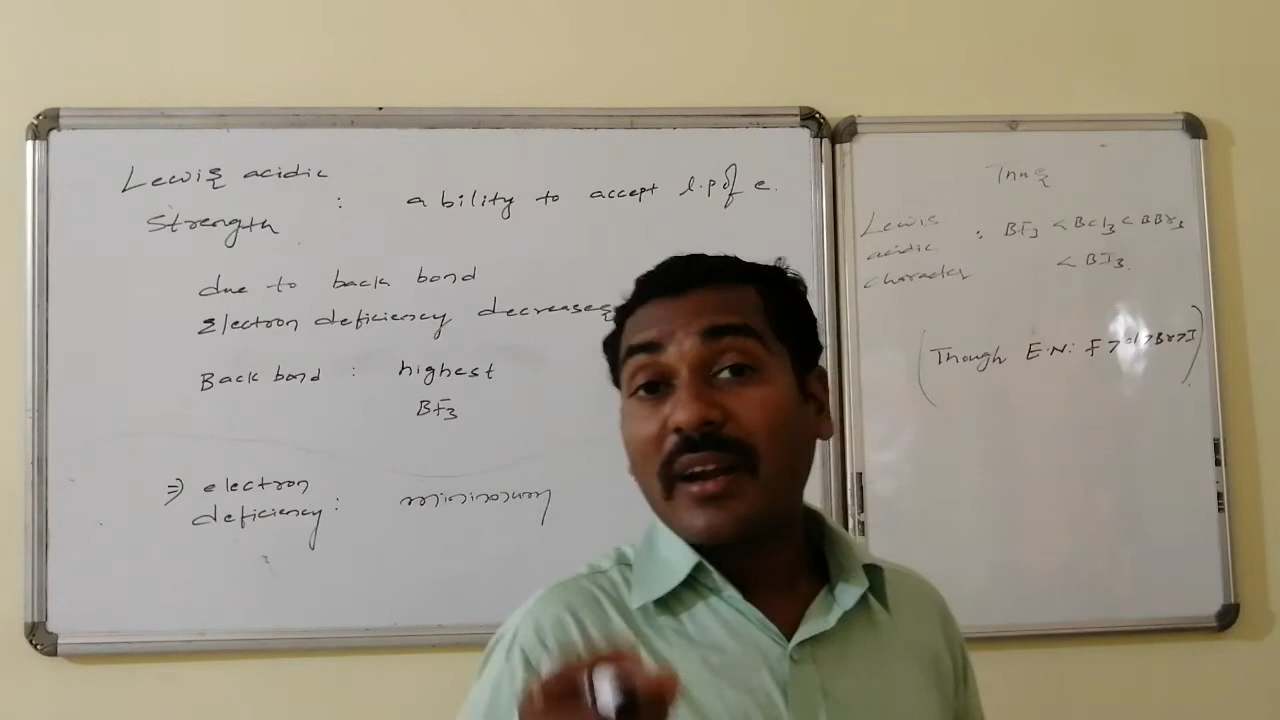 Lewis acidic
strength : ability to accept l.p of e.
due to back bond
Electron deficiency decreases
Back bond : highest
BF3
⇒ electron
deficiency : minimum
Thus
Lewis
acidic
character : BF3 < BCl3 < BBr3
< BI3.
(Though E.N: F > Cl > Br > I)